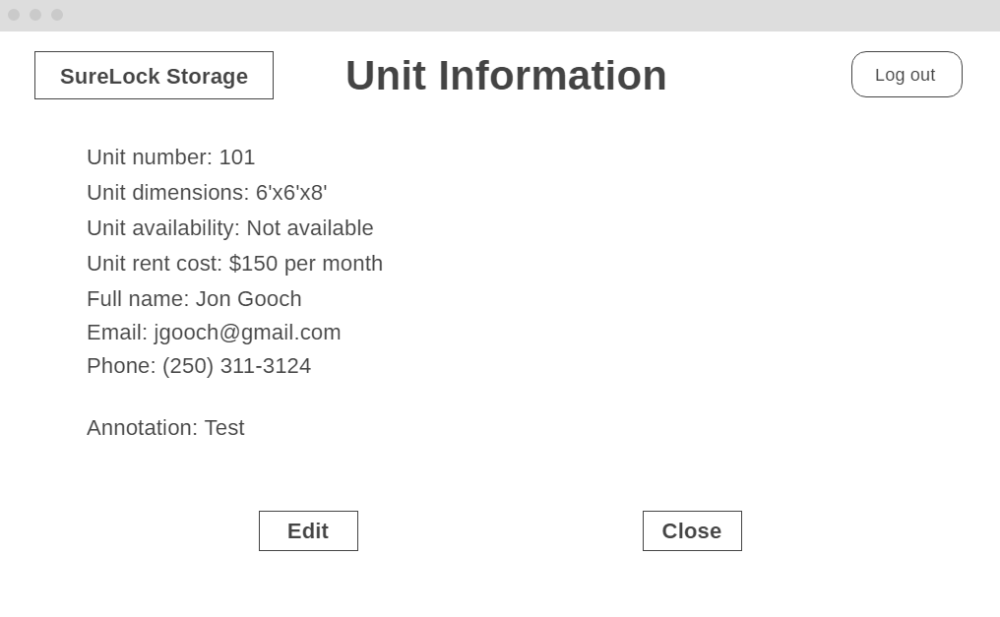 SureLock Storage
Unit Information
Log out
Unit number: 101
Unit dimensions: 6'x6'x8'
Unit availability: Not available
Unit rent cost: $150 per month
Full name: Jon Gooch
Email: jgooch@gmail.com
Phone: (250) 311-3124
Annotation: Test
Edit
Close